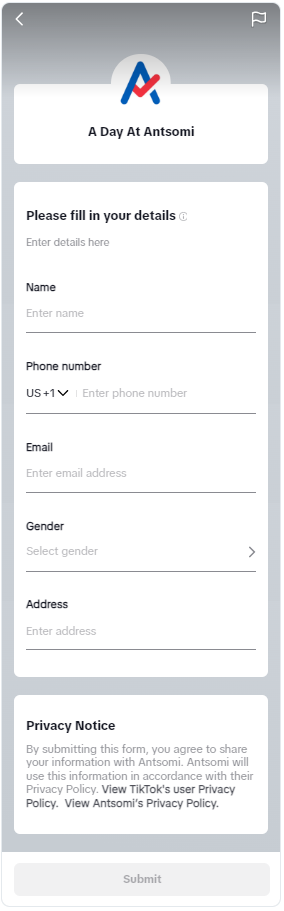 A Day At Antsomi
Please fill in your details
Enter details here
Name
Enter name
Phone number
US +1 Enter phone number
Email
Enter email address
Gender
Select gender
Address
Enter address
Privacy Notice
By submitting this form, you agree to share
your information with Antsomi. Antsomi will
use this information in accordance with their
Privacy Policy. View TikTok's user Privacy
Policy. View Antsomi's Privacy Policy.
Submit